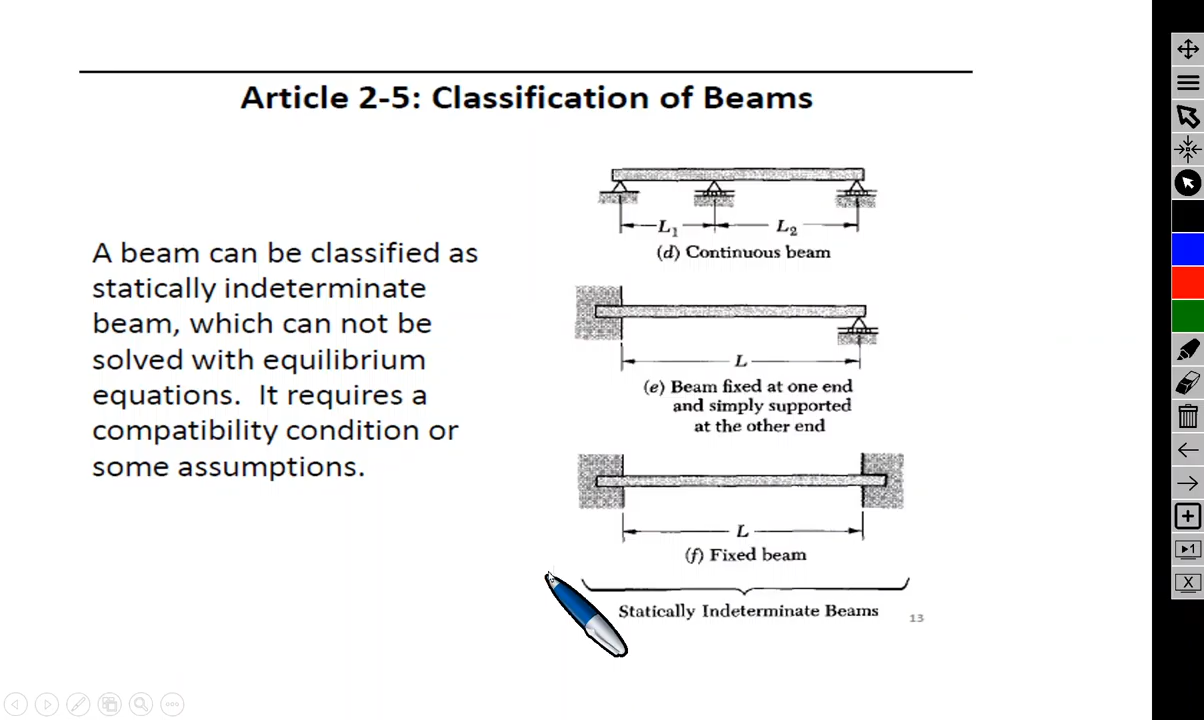 Article 2-5: Classification of Beams
A beam can be classified as
statically indeterminate
beam, which can not be
solved with equilibrium
equations. It requires a
compatibility condition or
some assumptions.
L₁ L₂
(d) Continuous beam
L
(e) Beam fixed at one end
and simply supported
at the other end
L
(f) Fixed beam
Statically Indeterminate Beams
13
1
X